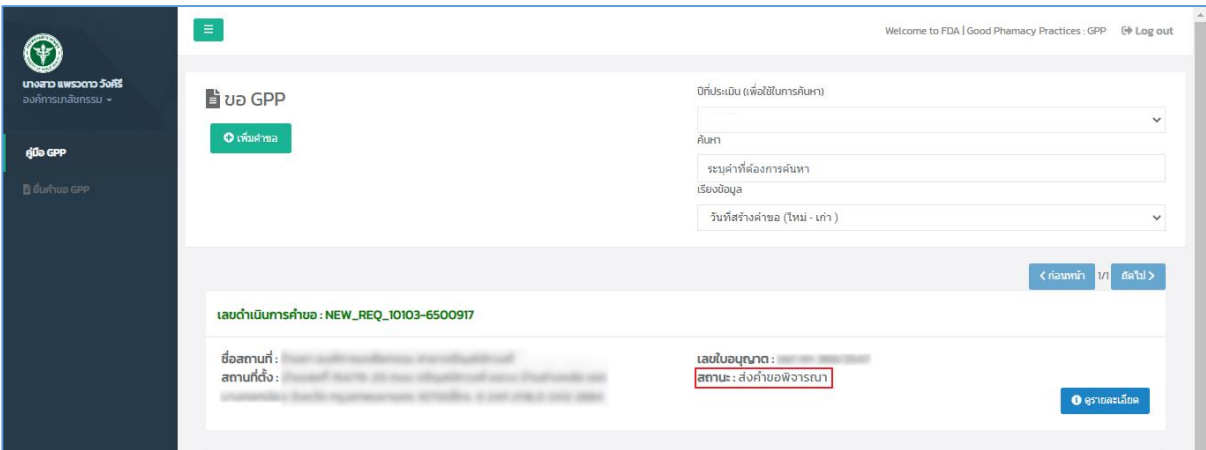 Welcome to FDA | Good Phamacy Practices : GPP Log out
นางสาว แพรวดาว วังคีรี
องค์การเภสัชกรรม
คู่มือ GPP
ยื่นคำขอ GPP
ขอ GPP
เพิ่มคำขอ
ปีที่ประเมิน (เพื่อใช้ในการค้นหา)
ค้นหา
ระบุคำที่ต้องการค้นหา
เรียงข้อมูล
วันที่สร้างคำขอ (ใหม่ - เก่า )
ก่อนหน้า 1/1 ถัดไป
เลขดำเนินการคำขอ : NEW_REQ_10103-6500917
ชื่อสถานที่ :
สถานที่ตั้ง :
เลขใบอนุญาต :
สถานะ : ส่งคำขอพิจารณา
ดูรายละเอียด